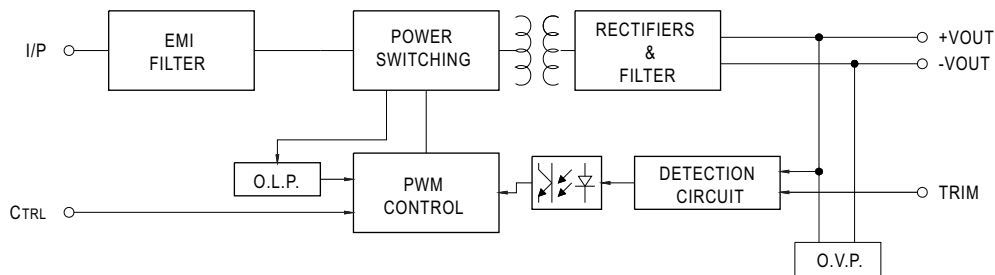 I/P
EMI
FILTER
POWER
SWITCHING
RECTIFIERS
&
FILTER
+VOUT
-VOUT
O.L.P.
PWM
CONTROL
DETECTION
CIRCUIT
TRIM
CTRL
O.V.P.